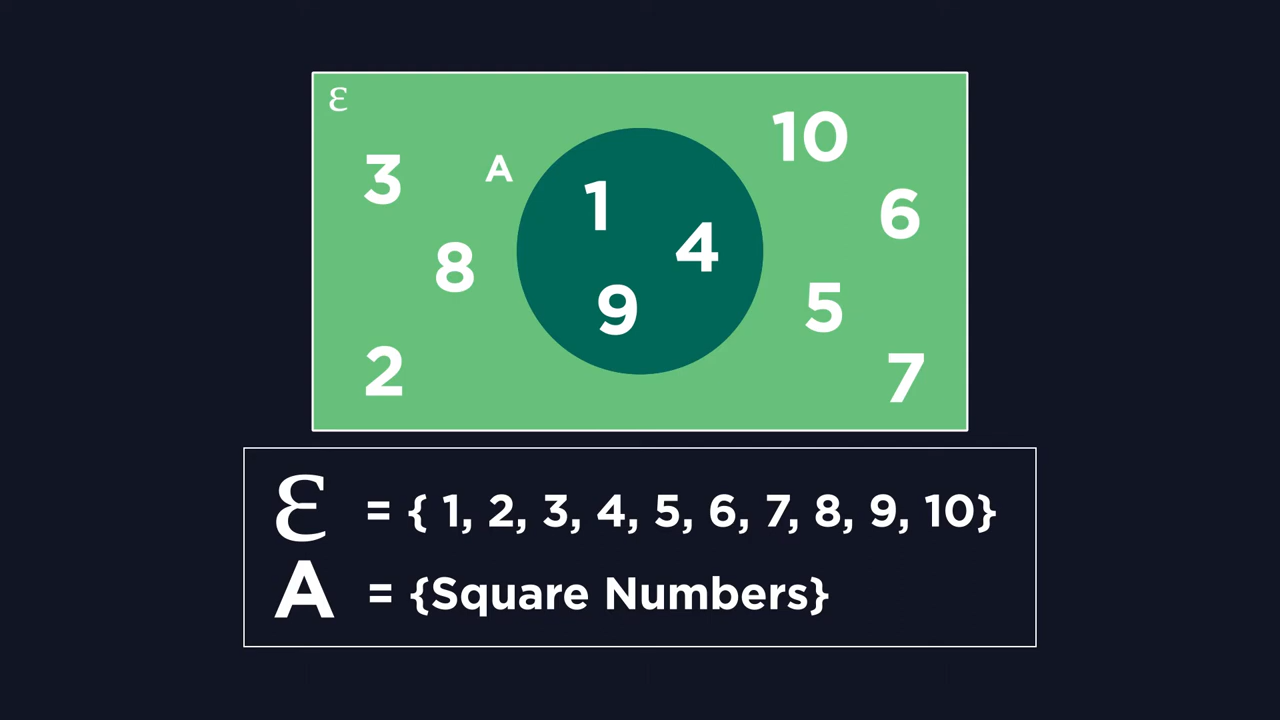 ℰ
10
3
A
1
6
4
8
9
5
2
7
ℰ = { 1, 2, 3, 4, 5, 6, 7, 8, 9, 10}
A = {Square Numbers}